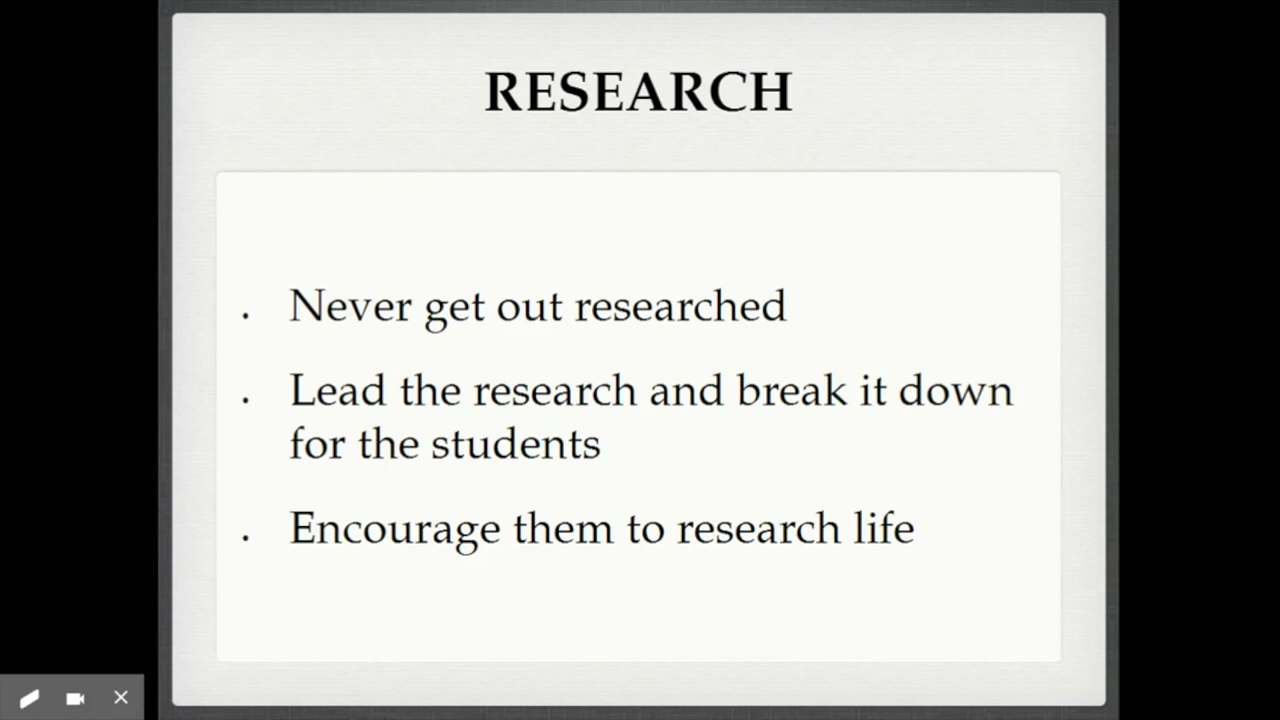 RESEARCH
. Never get out researched
. Lead the research and break it down
for the students
. Encourage them to research life